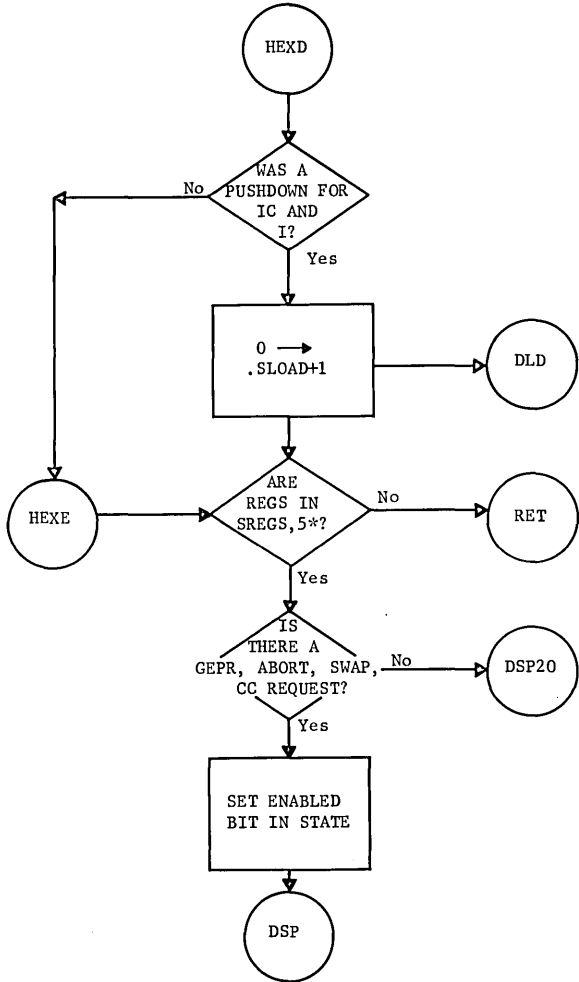 HEXD
WAS A
PUSHDOWN FOR
IC AND
I?
No
Yes
0 →
.SLOAD+1
DLD
ARE
REGS IN
SREGS,5*?
No
HEXE
RET
Yes
IS
THERE A
GEPR, ABORT, SWAP,
CC REQUEST?
No
DSP20
Yes
SET ENABLED
BIT IN STATE
DSP